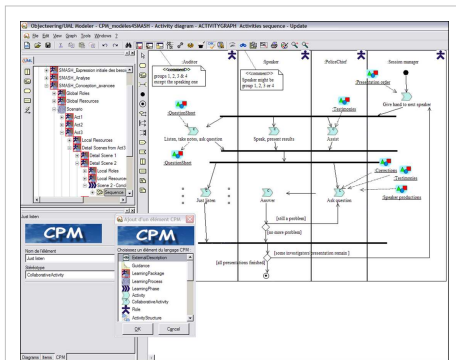 Objecteering/UML Modeler - CPM_modèles4SMASH - Activity diagram - ACTIVITYGRAPH Activities sequence - Update
File Edit View Graph Tools Windows ?
SMASH_Expression initiale des besoins
SMASH_Analyse
SMASH_Conception_avancee
Global Roles
Global Resources
Scenario
Act1
Act2
Act3
Local Resources
Detail Scenes from Act3
Detail Scene 1
Detail Scene 2
Local Roles
Local Resources
Scene 2 - Cond
Sequence
Just listen
CPM
Nom de l'élément
Just listen
Stéréotype
CollaborativeActivity
Diagrams Items CPM
Ajout d'un élément CPM
CPM
Choisissez un élément du langage CPM
ExternalDescription
Guidance
LearningPackage
LearningProcess
LearningPhase
Activity
CollaborativeActivity
Role
ActivityStructure
OK Cancel
:Auditor
:Speaker
:PoliceChief
:Session manager
<<comment>>
groups 1, 2, 3 & 4
except the speaking one
<<comment>>
Speaker might be
group 1, 2, 3 or 4
:Presentation order
Give hand to next speaker
:QuestionSheet
:Testimonies
Listen, take notes, ask question
Speak, present results
Assist
:QuestionSheet
:Corrections
:Testimonies
Speaker productions
Just listen
Answer
Ask question
[still a problem]
[no more problem]
[some investigators presentation remain ]
[all presentations finished]